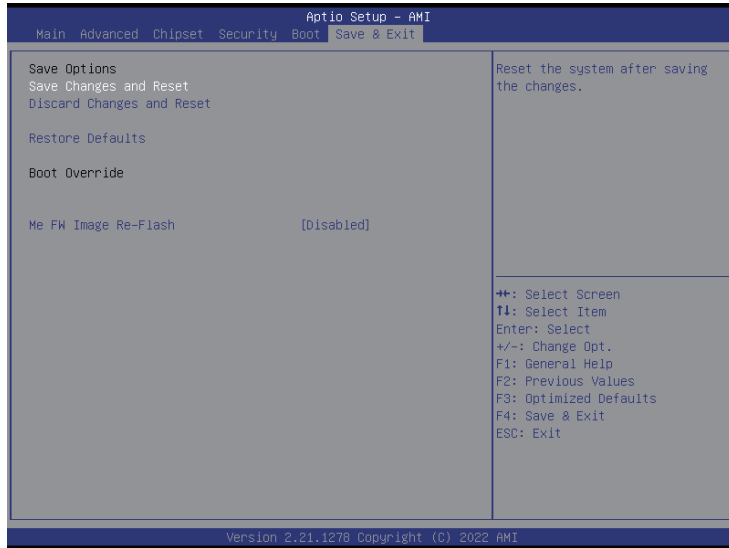 Aptio Setup – AMI
Main Advanced Chipset Security Boot Save & Exit
Save Options
Save Changes and Reset
Discard Changes and Reset
Restore Defaults
Boot Override
Me FW Image Re-Flash [Disabled]
Reset the system after saving
the changes.
→←: Select Screen
↑↓: Select Item
Enter: Select
+/-: Change Opt.
F1: General Help
F2: Previous Values
F3: Optimized Defaults
F4: Save & Exit
ESC: Exit
Version 2.21.1278 Copyright (C) 2022 AMI